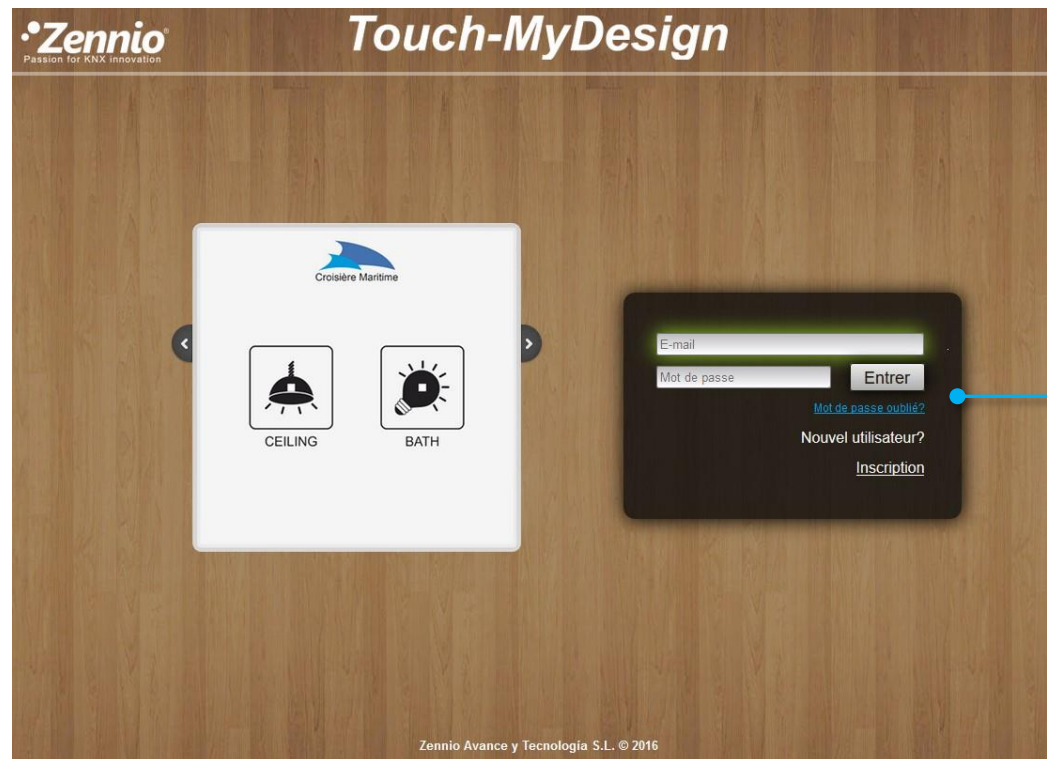 Zennio®
Passion for KNX innovation
Touch-MyDesign
Croisière Maritime
CEILING
BATH
E-mail
Mot de passe
Entrer
Mot de passe oublié?
Nouvel utilisateur?
Inscription
Zennio Avance y Tecnología S.L. © 2016